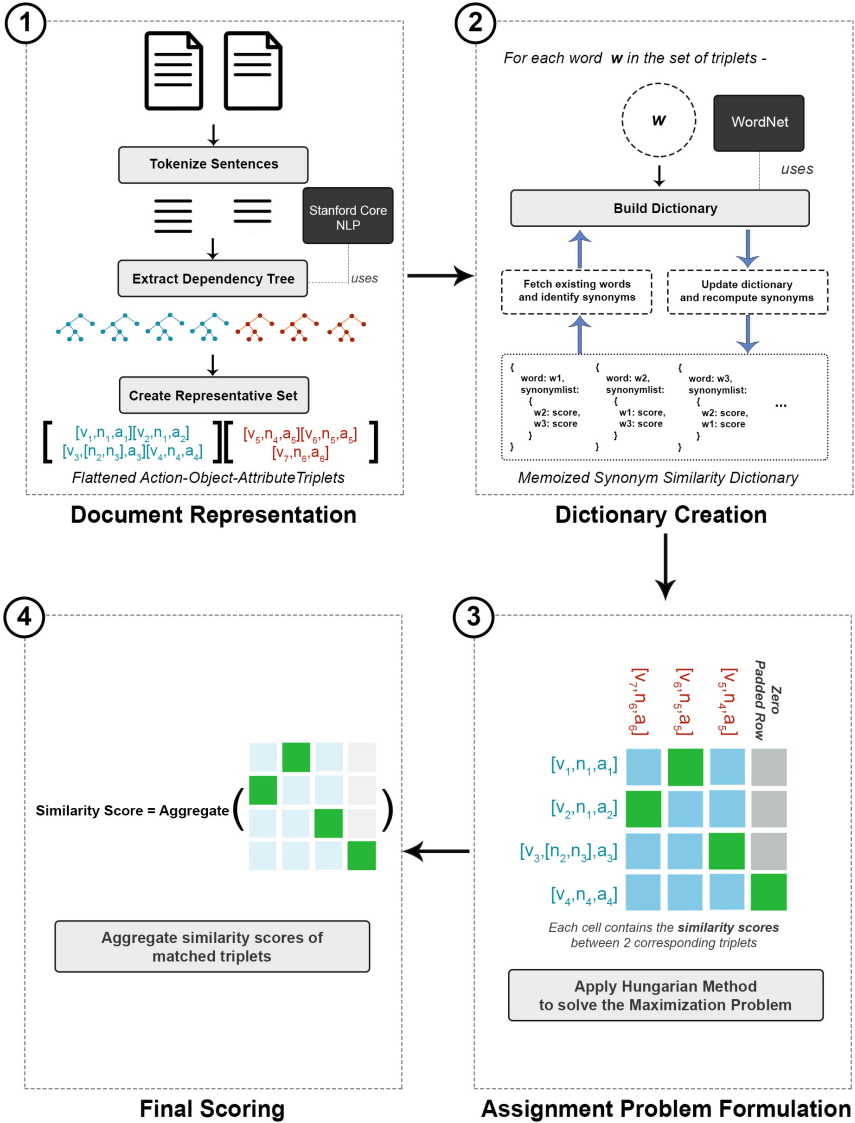 1
Tokenize Sentences
Stanford Core
NLP
Extract Dependency Tree
uses
Create Representative Set
[v1,n1,a1][v2,n1,a2]
[v3,[n2,n3],a3][v4,n4,a4]
[v5,n4,a5][v6,n5,a5]
[v7,n6,a6]
Flattened Action-Object-AttributeTriplets
Document Representation
2
For each word w in the set of triplets -
w
WordNet
uses
Build Dictionary
Fetch existing words
and identify synonyms
Update dictionary
and recompute synonyms
{
word: w1,
synonymlist:
{
w2: score,
w3: score
}
}
{
word: w2,
synonymlist:
{
w1: score,
w3: score
}
}
{
word: w3,
synonymlist:
{
w2: score,
w1: score
}
}
...
Memoized Synonym Similarity Dictionary
Dictionary Creation
3
[v7,n6,a6]
[v6,n5,a5]
[v5,n4,a5]
Zero
Padded Row
[v1,n1,a1]
[v2,n1,a2]
[v3,[n2,n3],a3]
[v4,n4,a4]
Each cell contains the similarity scores
between 2 corresponding triplets
Apply Hungarian Method
to solve the Maximization Problem
Assignment Problem Formulation
4
Similarity Score = Aggregate ( )
Aggregate similarity scores of
matched triplets
Final Scoring